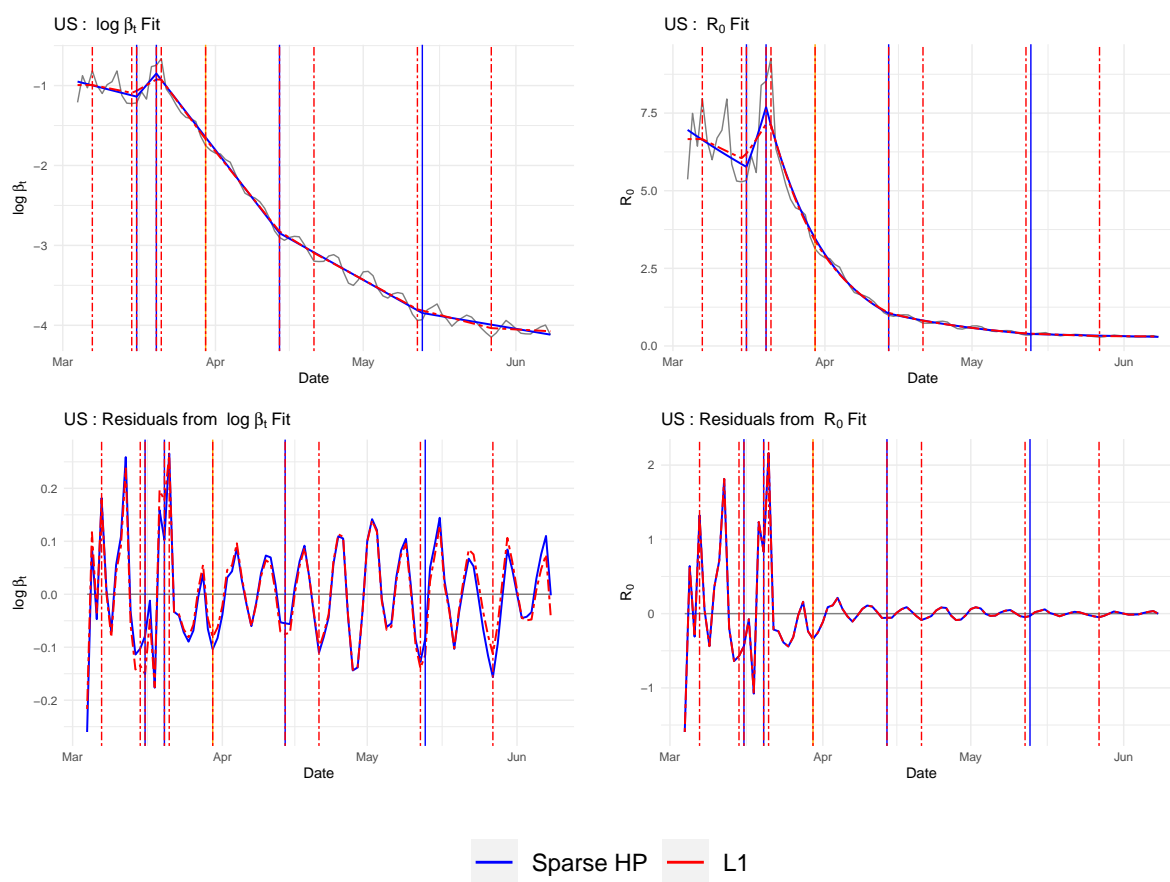 US : log βt Fit
−1
−2
−3
−4
log βt
Mar
Apr
May
Jun
Date
US : R0 Fit
7.5
5.0
2.5
0.0
R0
Mar
Apr
May
Jun
Date
US : Residuals from log βt Fit
0.2
0.1
0.0
−0.1
−0.2
log βt
Mar
Apr
May
Jun
Date
US : Residuals from R0 Fit
2
1
0
−1
R0
Mar
Apr
May
Jun
Date
Sparse HP
L1